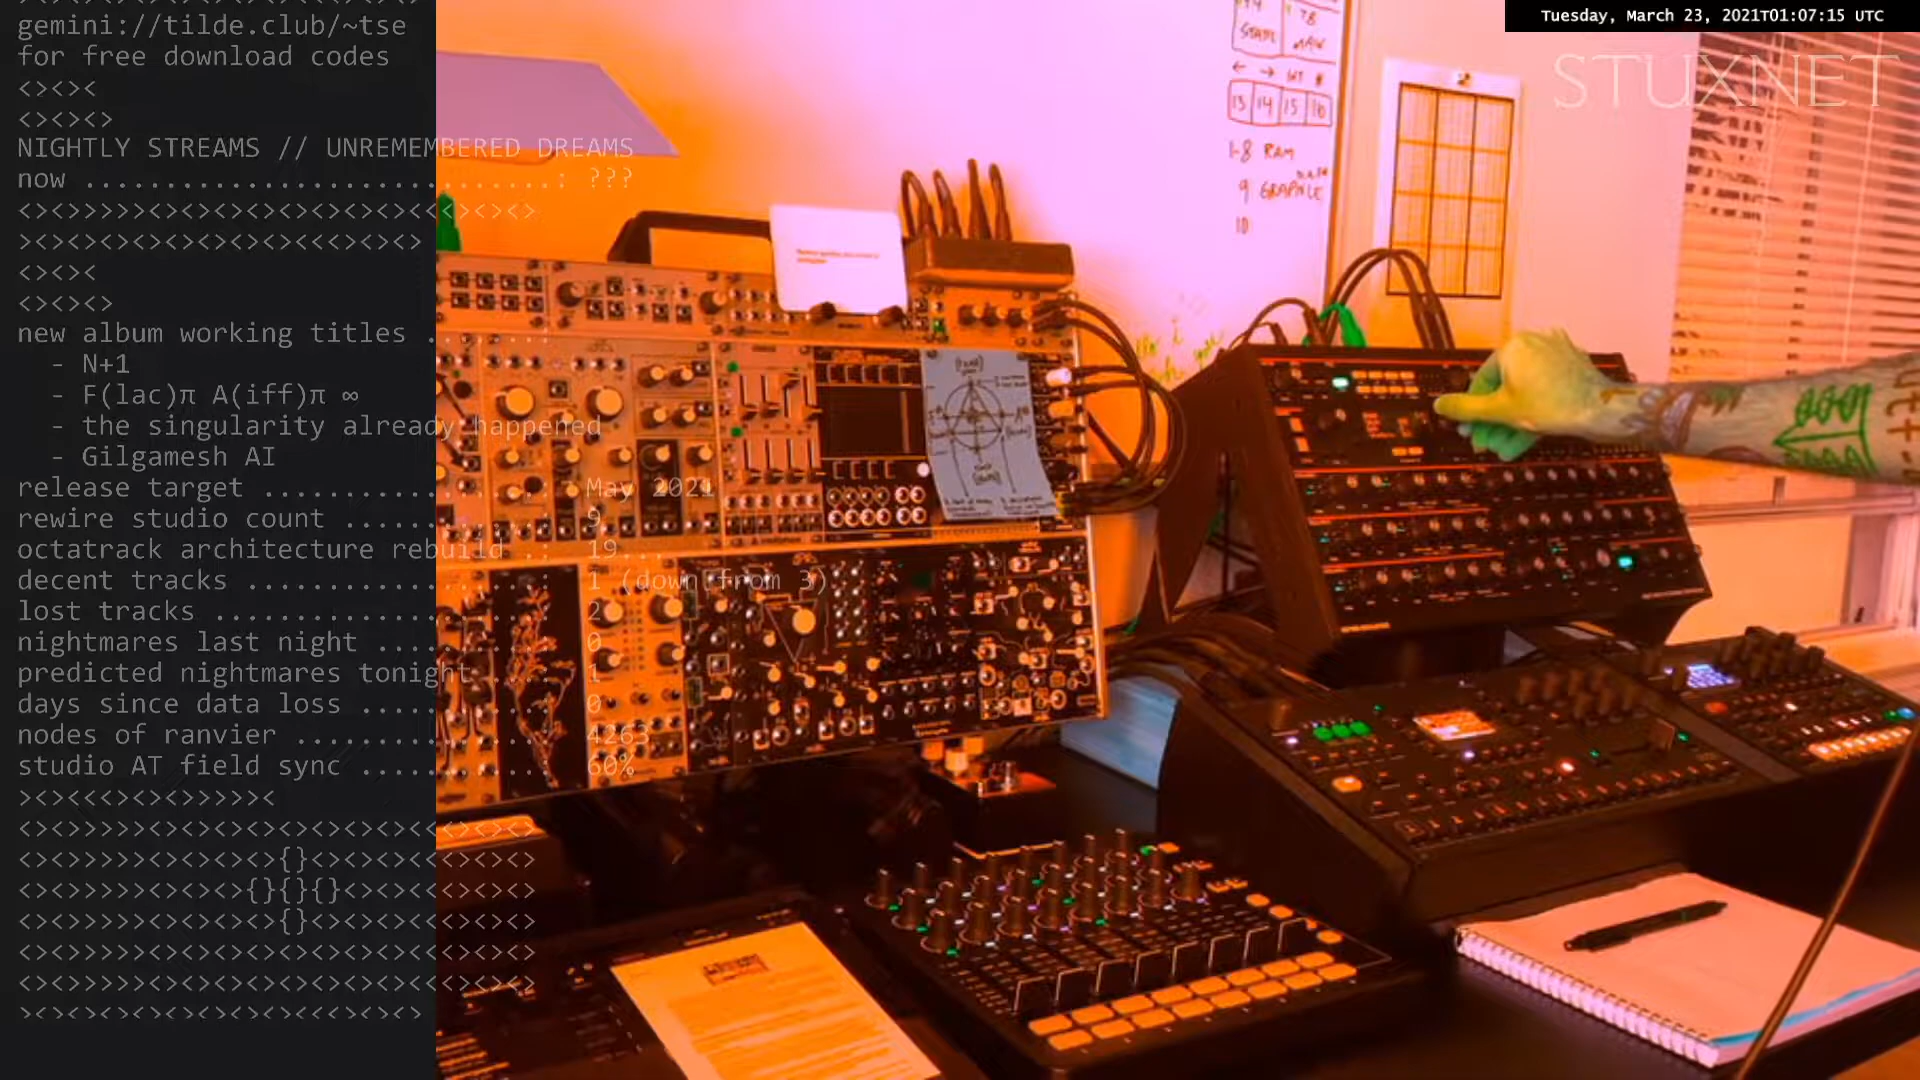 Tuesday, March 23, 2021T01:07:15 UTC
STUXNET
><><><><><><><><><<<><><>
gemini://tilde.club/~tse
for free download codes
<><><
<><><>
NIGHTLY STREAMS // UNREMEMBERED DREAMS
now .............................: ???
<><>>>><><><><><><><><><<<><><><>
><><><><><><><><><<<><><>
<><><
<><><>
new album working titles ........:
- N+1
- F(lac)π A(iff)π ∞
- the singularity already happened
- Gilgamesh AI
release target ..................: May 2021
rewire studio count .............: 9
octatrack architecture rebuild .: 19...
decent tracks ...................: 1 (down from 3)
lost tracks .....................: 2
nightmares last night ...........: 0
predicted nightmares tonight ....: 1
days since data loss ............: 0
nodes of ranvier ................: 4263
studio AT field sync ............: 60%
><><<<><><>>>><
<><>>>><><><><><><><><><<<><><><>
<><>>>><><><><>{}<><><><<<><><><>
<><>>>><><><>{}{}{}<><><<<><><><>
<><>>>><><><><>{}<><><><<<><><><>
<><>>>><><><><><><><><><<<><><><>
<><>>>><><><><><><><><><<<><><><>
><><><><><><><><><<<><><>
STATIC
13 14 15 16
1-8 RAM
9
10